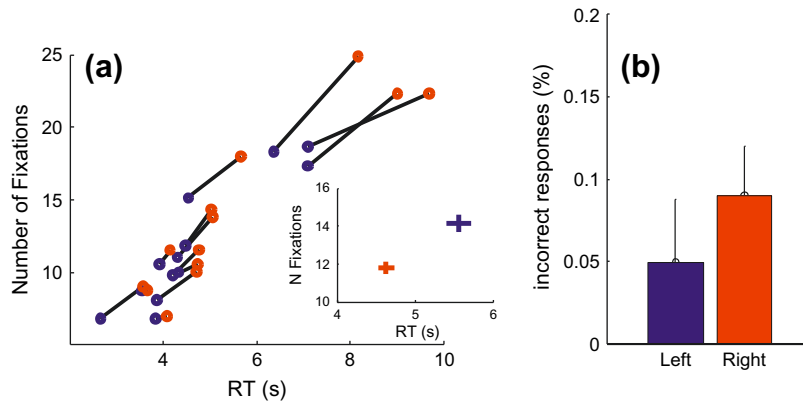 (a)
Number of Fixations
25
20
15
10
4
6
8
10
RT (s)
N Fixations
16
14
12
10
4
5
6
RT (s)
(b)
incorrect responses (%)
0.2
0.15
0.1
0.05
0
Left
Right